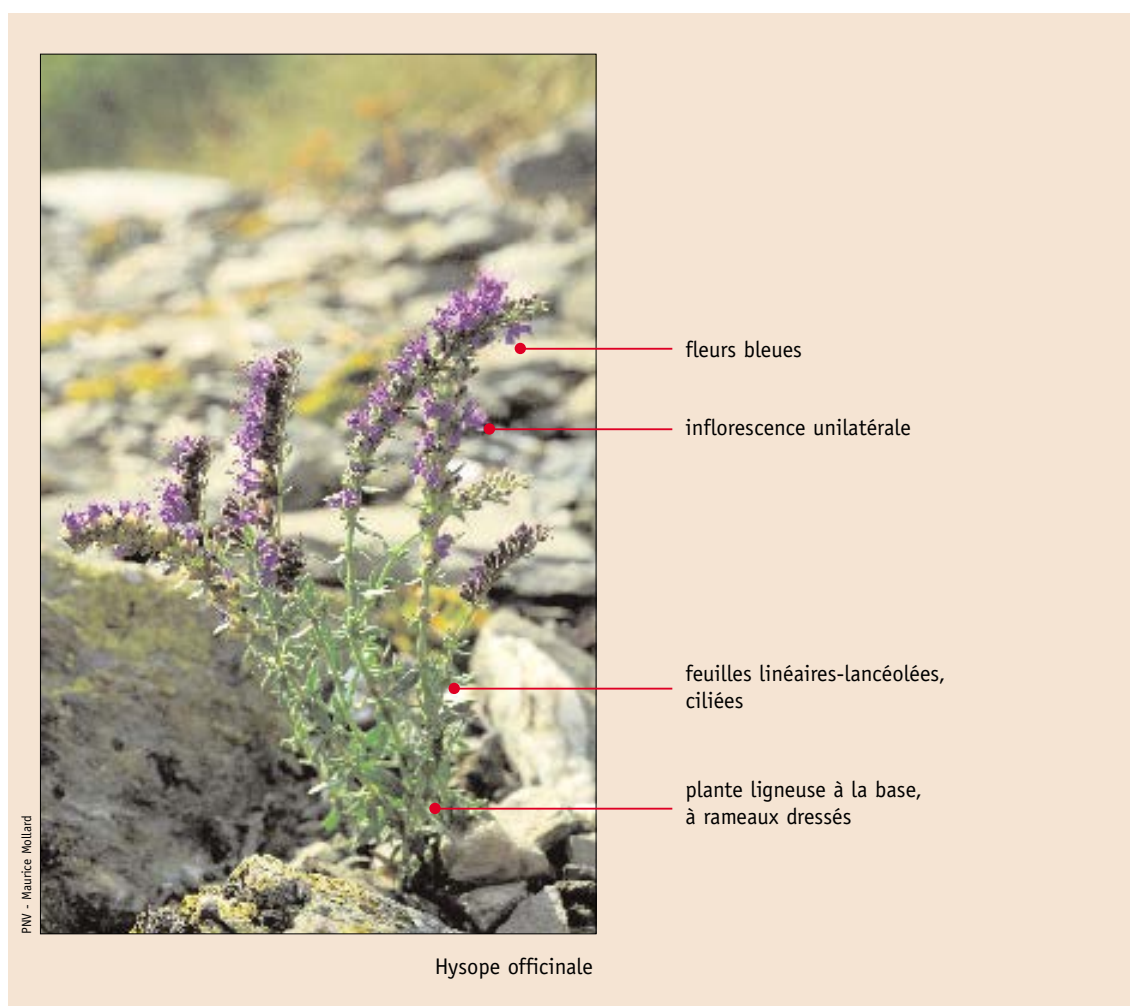 fleurs bleues
inflorescence unilatérale
feuilles linéaires-lancéolées,
ciliées
plante ligneuse à la base,
à rameaux dressés
PNV - Maurice Mollard
Hysope officinale